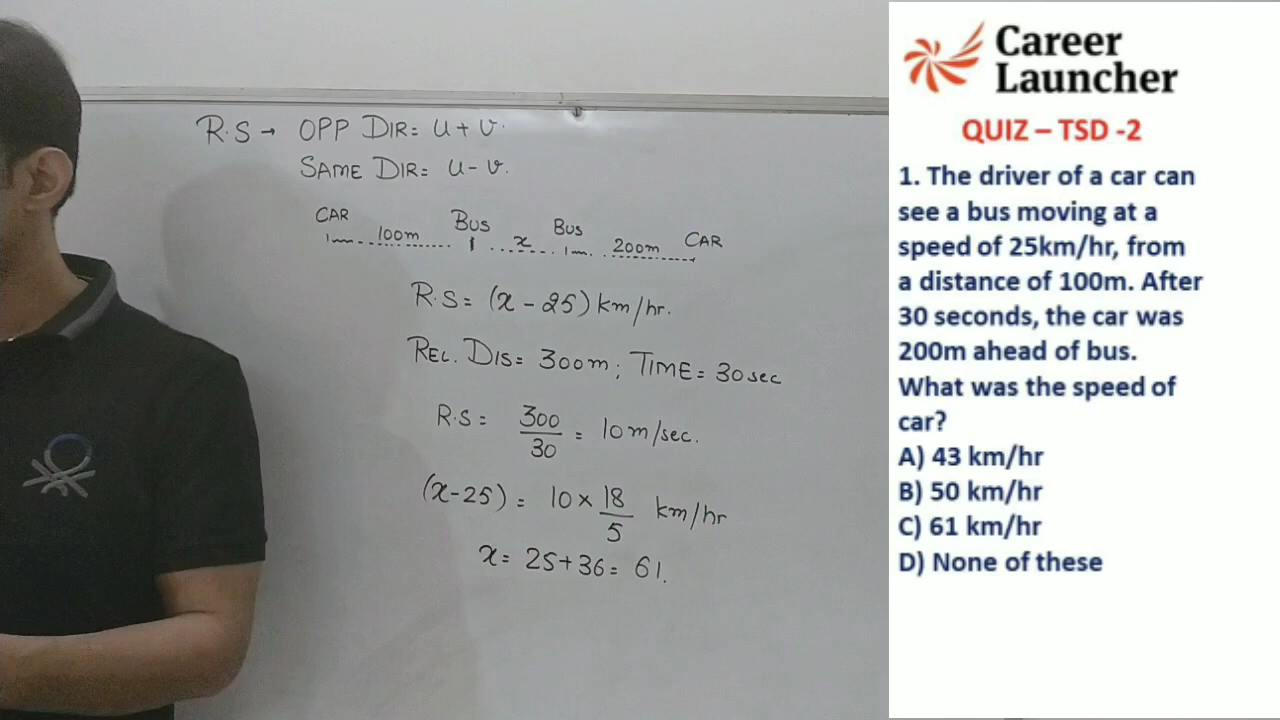 R.S → OPP DIR= u + v.
SAME DIR= u - v.
CAR 100m BUS x BUS 200m CAR
R.S= (x - 25) km/hr.
REL. DIS= 300m; TIME= 30sec
R.S= 300/30 = 10m/sec.
(x-25) = 10 × 18/5 km/hr
x= 25+36= 61.
Career
Launcher
QUIZ – TSD -2
1. The driver of a car can
see a bus moving at a
speed of 25km/hr, from
a distance of 100m. After
30 seconds, the car was
200m ahead of bus.
What was the speed of
car?
A) 43 km/hr
B) 50 km/hr
C) 61 km/hr
D) None of these